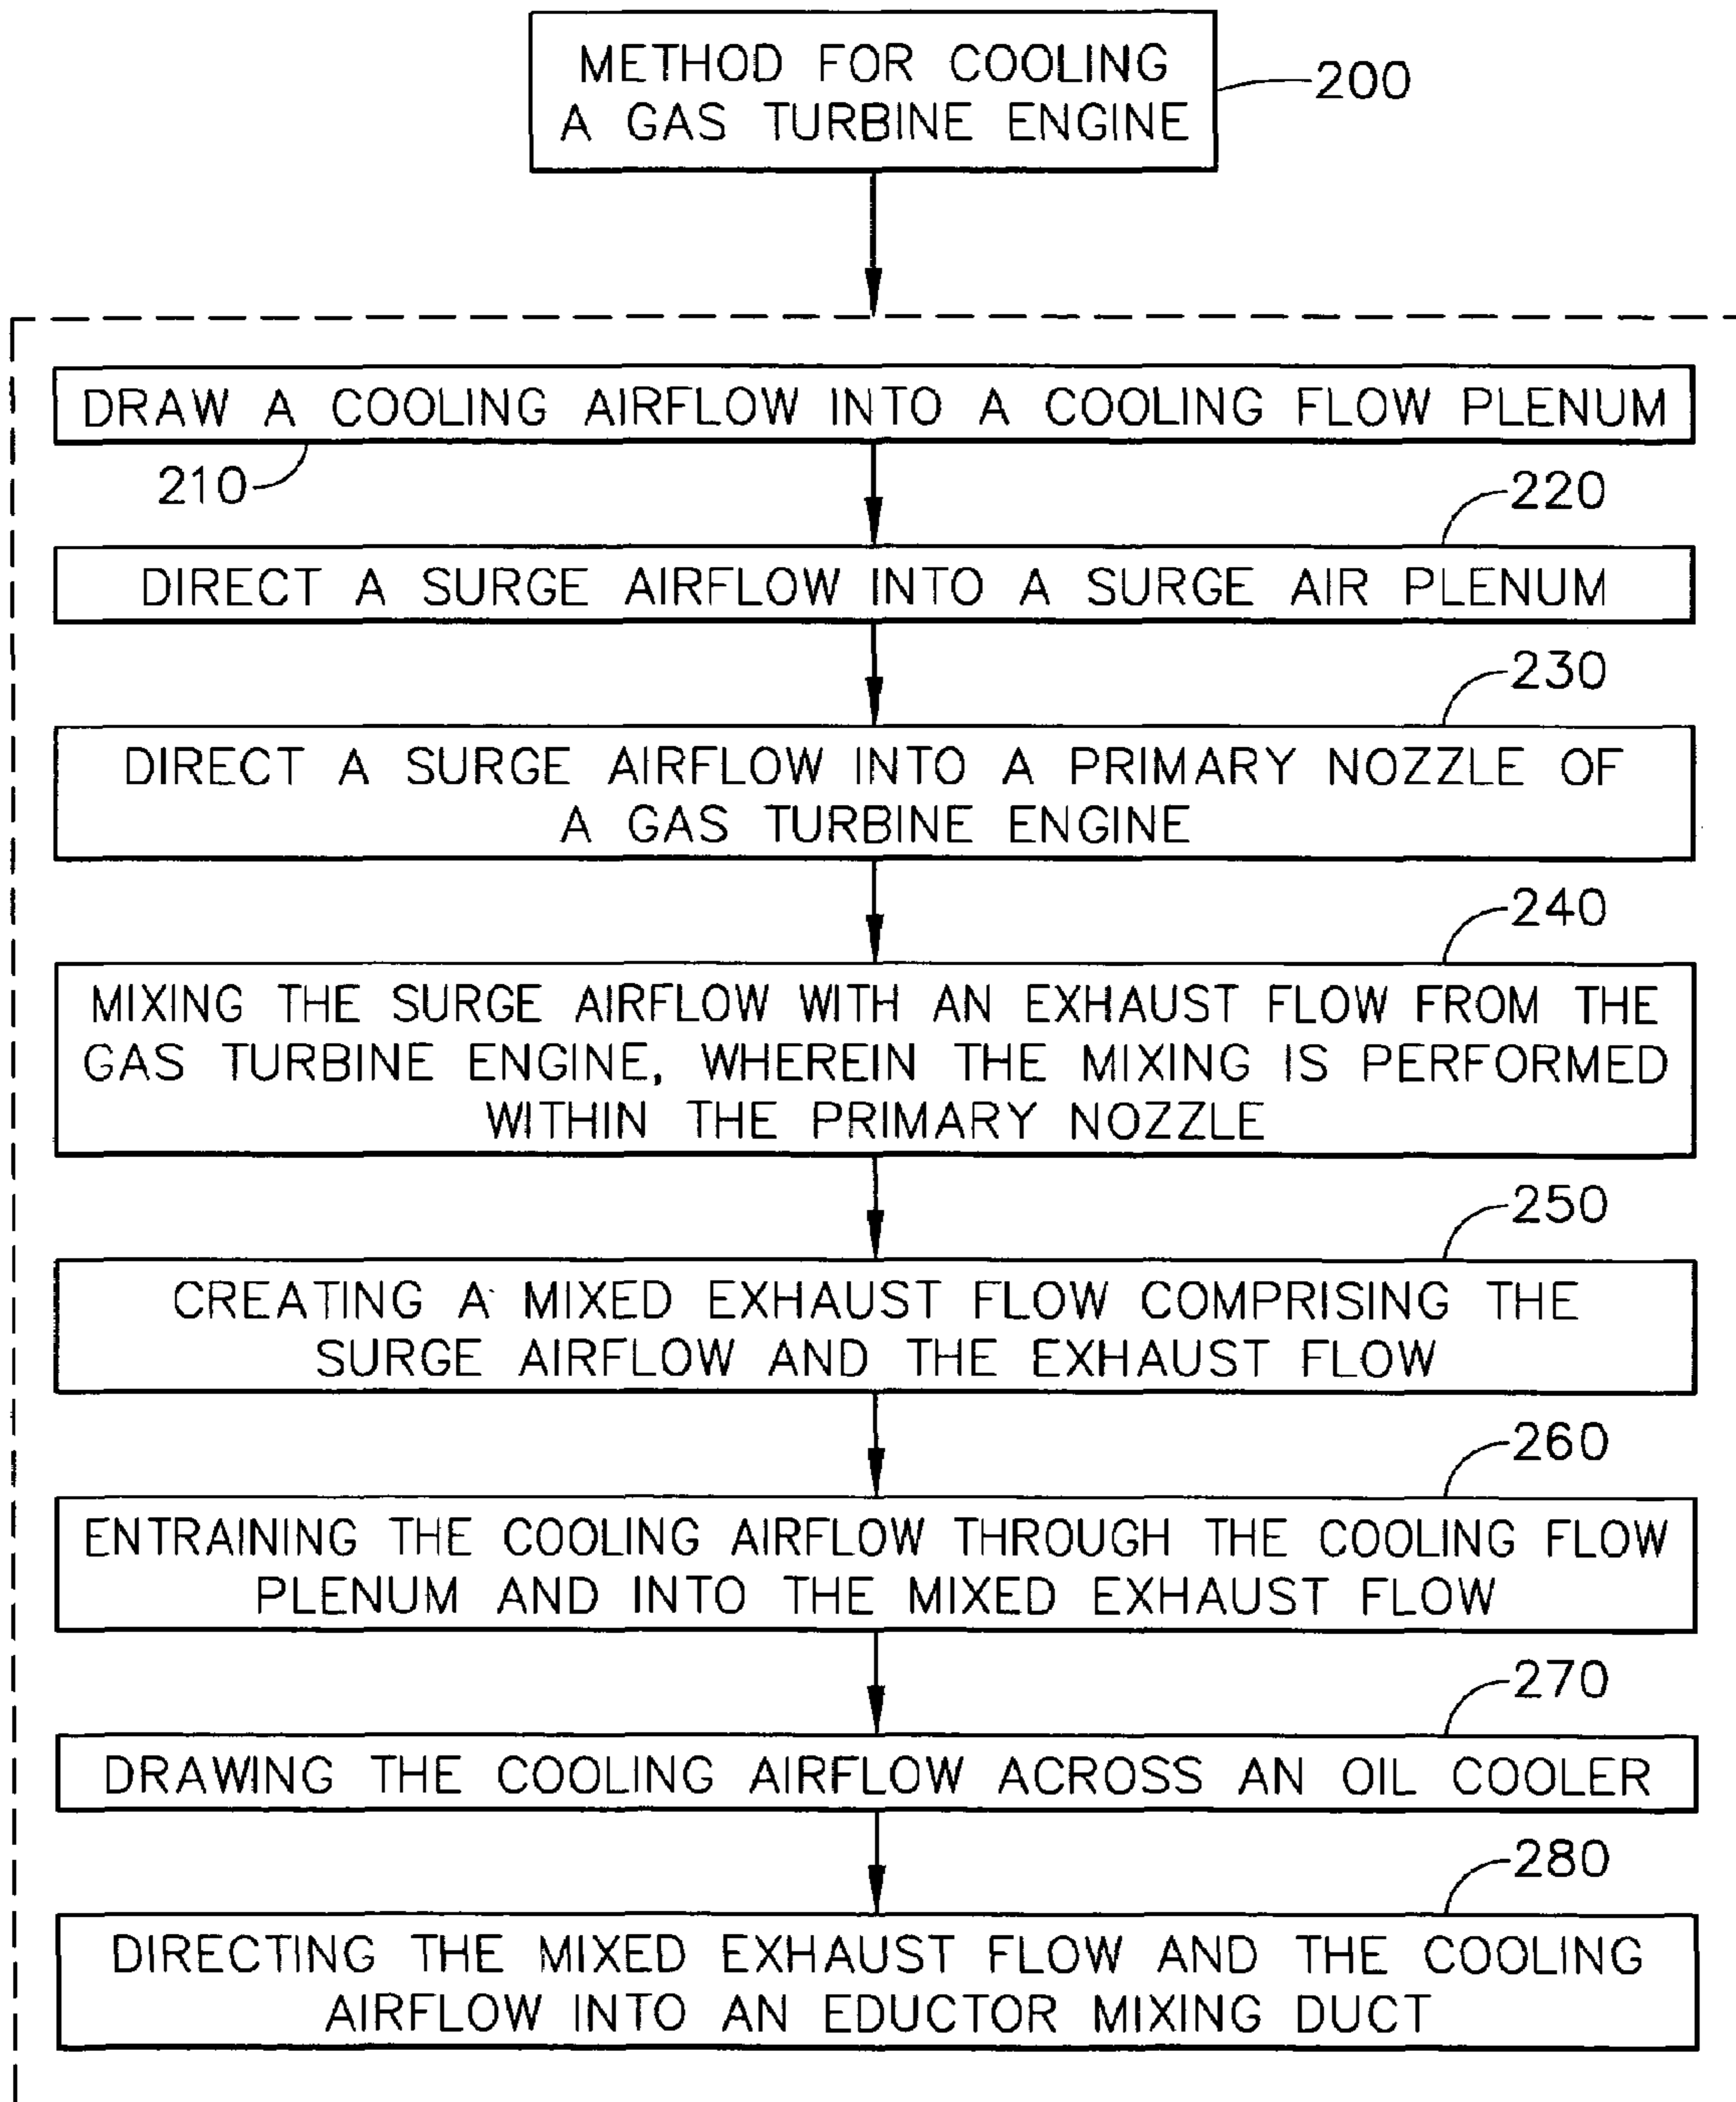 METHOD FOR COOLING
A GAS TURBINE ENGINE
200
DRAW A COOLING AIRFLOW INTO A COOLING FLOW PLENUM
210
220
DIRECT A SURGE AIRFLOW INTO A SURGE AIR PLENUM
230
DIRECT A SURGE AIRFLOW INTO A PRIMARY NOZZLE OF
A GAS TURBINE ENGINE
240
MIXING THE SURGE AIRFLOW WITH AN EXHAUST FLOW FROM THE
GAS TURBINE ENGINE, WHEREIN THE MIXING IS PERFORMED
WITHIN THE PRIMARY NOZZLE
250
CREATING A MIXED EXHAUST FLOW COMPRISING THE
SURGE AIRFLOW AND THE EXHAUST FLOW
260
ENTRAINING THE COOLING AIRFLOW THROUGH THE COOLING FLOW
PLENUM AND INTO THE MIXED EXHAUST FLOW
270
DRAWING THE COOLING AIRFLOW ACROSS AN OIL COOLER
280
DIRECTING THE MIXED EXHAUST FLOW AND THE COOLING
AIRFLOW INTO AN EDUCTOR MIXING DUCT